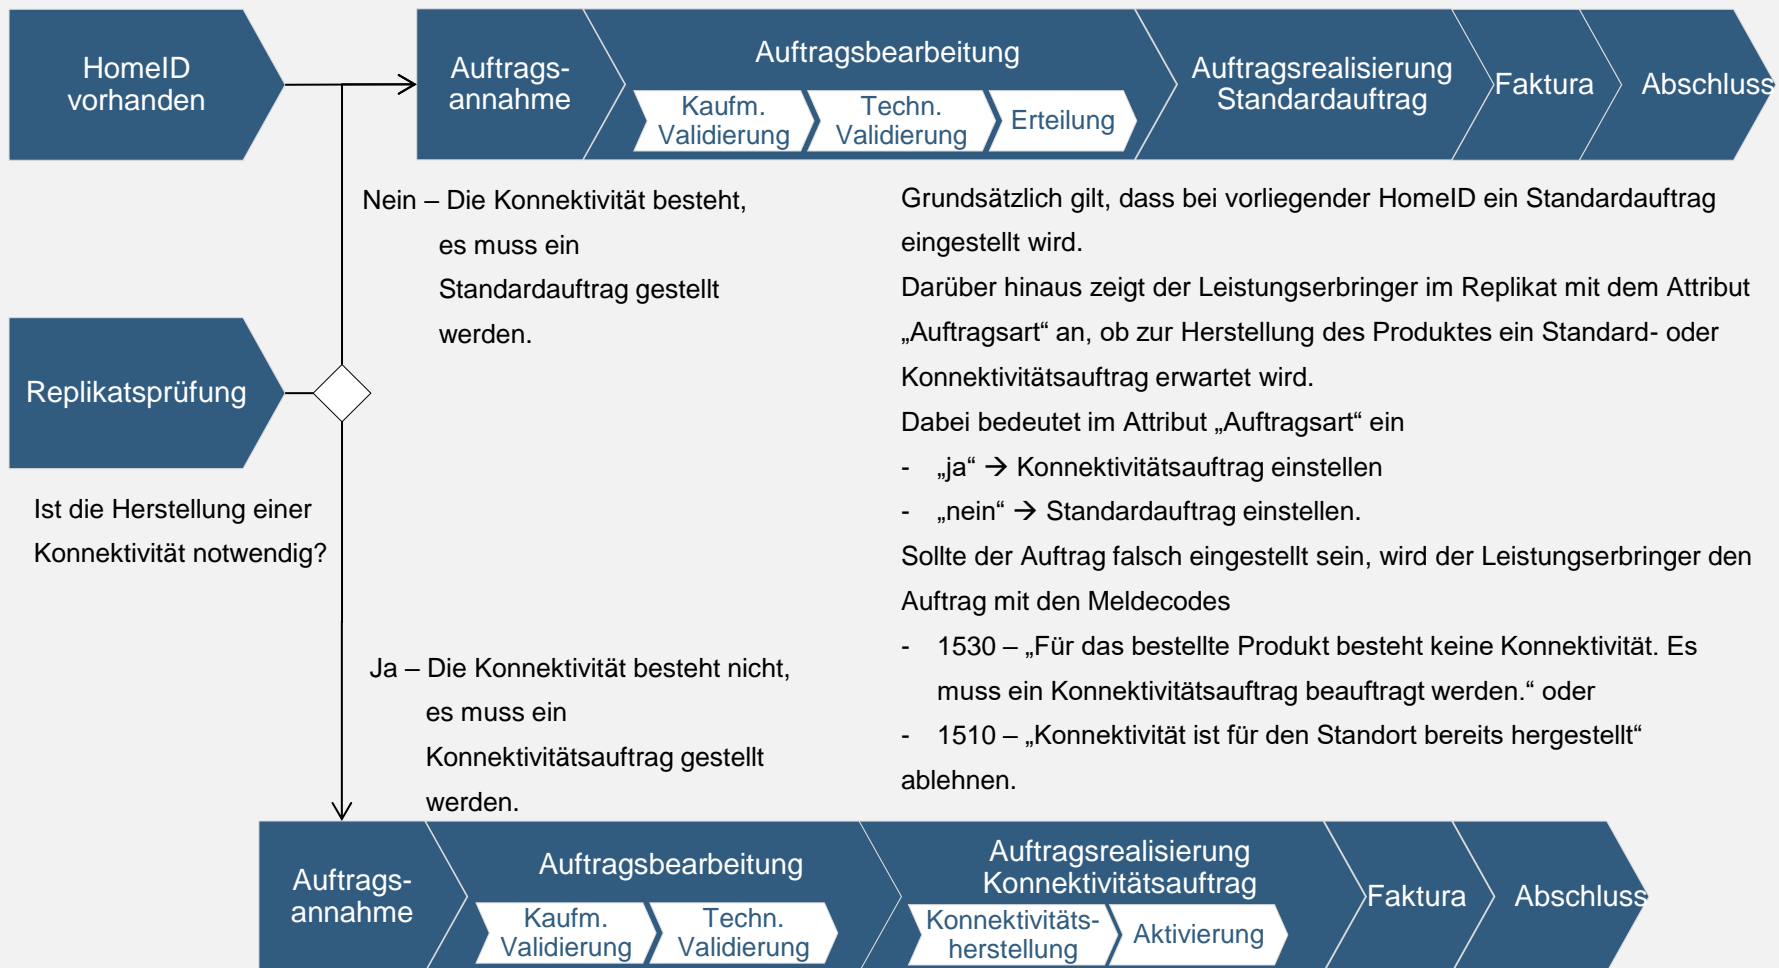 HomeID
vorhanden
Auftrags-
annahme
Auftragsbearbeitung
Kaufm.
Validierung
Techn.
Validierung
Erteilung
Auftragsrealisierung
Standardauftrag
Faktura
Abschluss
Nein – Die Konnektivität besteht,
es muss ein
Standardauftrag gestellt
werden.
Replikatsprüfung
Ist die Herstellung einer
Konnektivität notwendig?
Ja – Die Konnektivität besteht nicht,
es muss ein
Konnektivitätsauftrag gestellt
werden.
Grundsätzlich gilt, dass bei vorliegender HomeID ein Standardauftrag
eingestellt wird.
Darüber hinaus zeigt der Leistungserbringer im Replikat mit dem Attribut
„Auftragsart“ an, ob zur Herstellung des Produktes ein Standard- oder
Konnektivitätsauftrag erwartet wird.
Dabei bedeutet im Attribut „Auftragsart“ ein
- „ja“ → Konnektivitätsauftrag einstellen
- „nein“ → Standardauftrag einstellen.
Sollte der Auftrag falsch eingestellt sein, wird der Leistungserbringer den
Auftrag mit den Meldecodes
- 1530 – „Für das bestellte Produkt besteht keine Konnektivität. Es
muss ein Konnektivitätsauftrag beauftragt werden.“ oder
- 1510 – „Konnektivität ist für den Standort bereits hergestellt“
ablehnen.
Auftrags-
annahme
Auftragsbearbeitung
Kaufm.
Validierung
Techn.
Validierung
Auftragsrealisierung
Konnektivitätsauftrag
Konnektivitäts-
herstellung
Aktivierung
Faktura
Abschluss